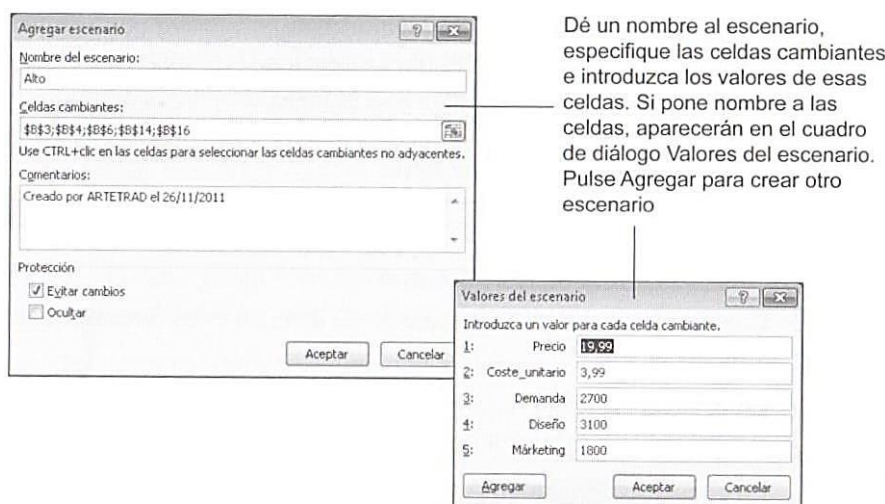 Agregar escenario
Nombre del escenario:
Alto
Celdas cambiantes:
$B$3;$B$4;$B$6;$B$14;$B$16
Use CTRL+clic en las celdas para seleccionar las celdas cambiantes no adyacentes.
Comentarios:
Creado por ARTETRAD el 26/11/2011
Protección
Evitar cambios
Ocultar
Aceptar Cancelar
Dé un nombre al escenario,
especifique las celdas cambiantes
e introduzca los valores de esas
celdas. Si pone nombre a las
celdas, aparecerán en el cuadro
de diálogo Valores del escenario.
Pulse Agregar para crear otro
escenario
Valores del escenario
Introduzca un valor para cada celda cambiante.
1: Precio 19,99
2: Coste_unitario 3,99
3: Demanda 2700
4: Diseño 3100
5: Márketing 1800
Agregar Aceptar Cancelar